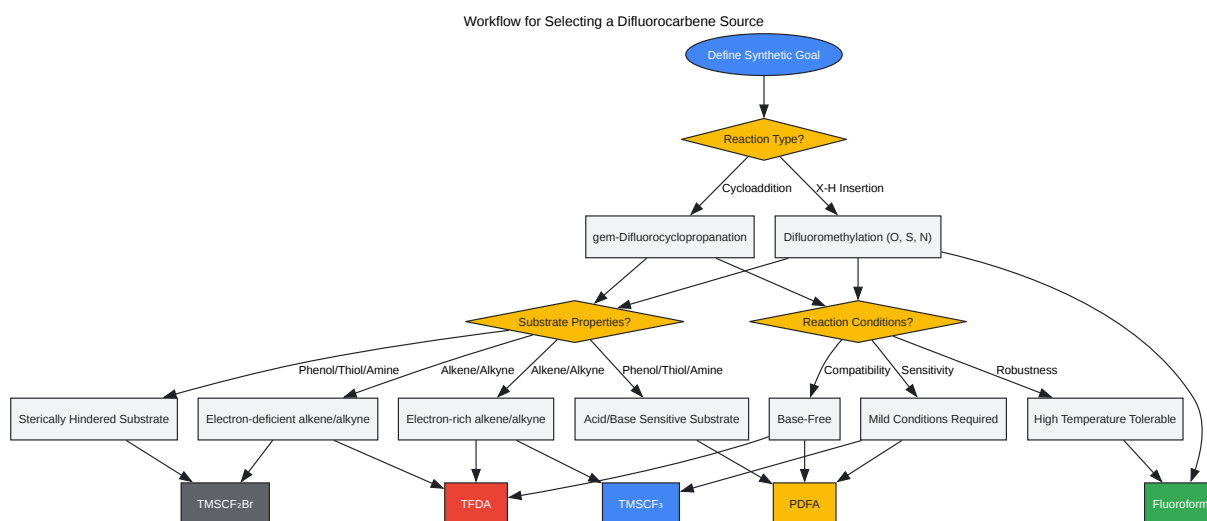 Workflow for Selecting a Difluorocarbene Source
Define Synthetic Goal
Reaction Type?
Cycloaddition
X-H Insertion
gem-Difluorocyclopropanation
Difluoromethylation (O, S, N)
Substrate Properties?
Reaction Conditions?
Phenol/Thiol/Amine
Alkene/Alkyne
Alkene/Alkyne
Phenol/Thiol/Amine
Compatibility
Sensitivity
Robustness
Sterically Hindered Substrate
Electron-deficient alkene/alkyne
Electron-rich alkene/alkyne
Acid/Base Sensitive Substrate
Base-Free
Mild Conditions Required
High Temperature Tolerable
TMSCF₂Br
TFDA
TMSCF₃
PDFA
Fluoroform